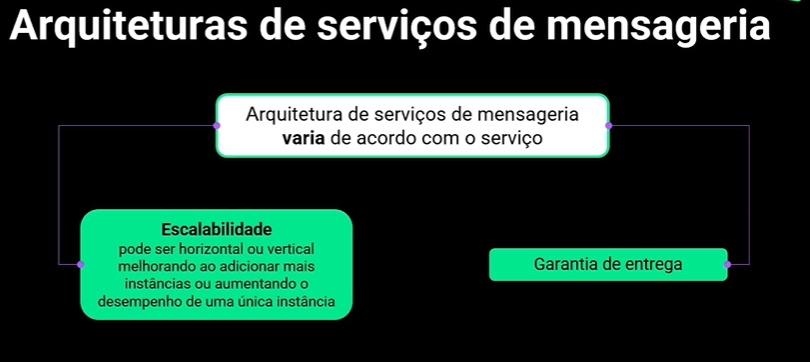 Arquiteturas de serviços de mensageria
Arquitetura de serviços de mensageria
varia de acordo com o serviço
Escalabilidade
pode ser horizontal ou vertical
melhorando ao adicionar mais
instâncias ou aumentando o
desempenho de uma única instância
Garantia de entrega